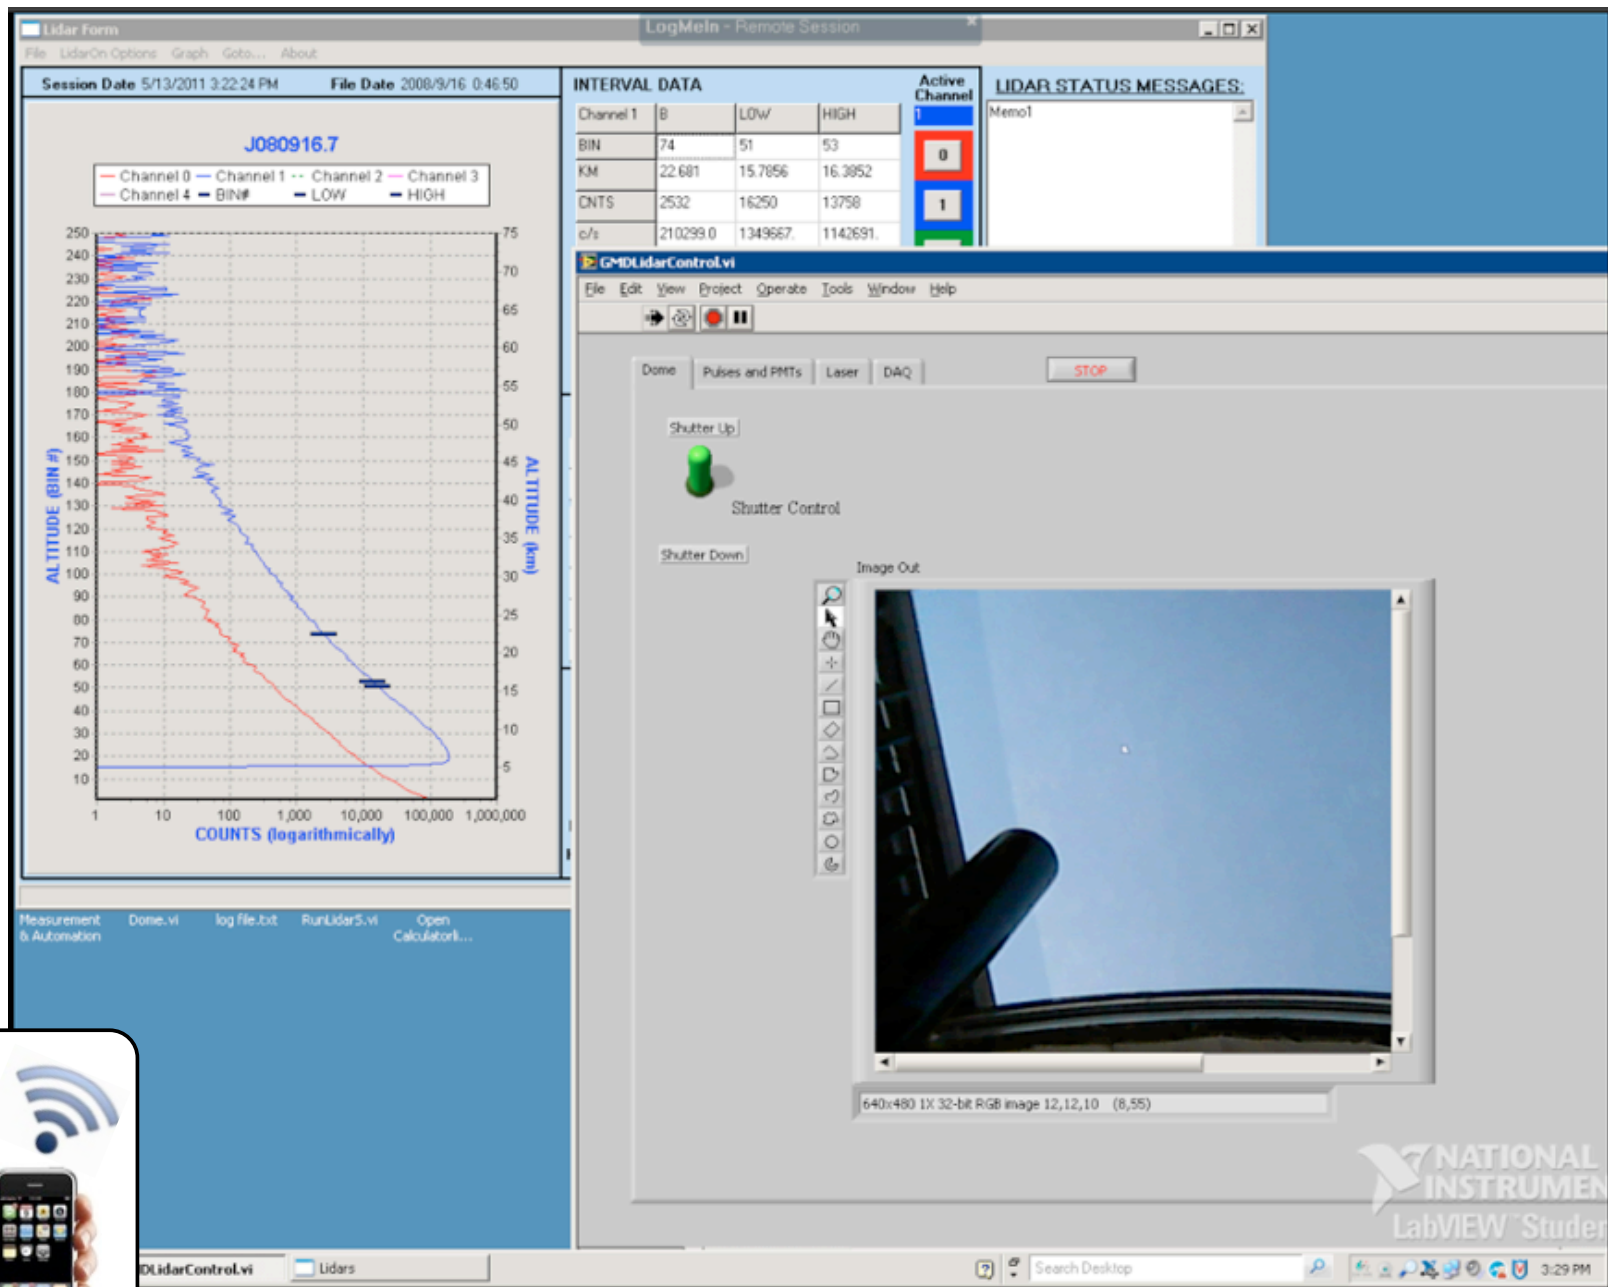 Lidar Form
LogMeIn - Remote Session
File LidarOn Options Graph Goto... About
Session Date 5/13/2011 3:22:24 PM File Date 2008/9/16 0:46:50
J080916.7
Channel 0 Channel 1 Channel 2 Channel 3
Channel 4 BIN# LOW HIGH
250
240
230
220
210
200
190
180
170
160
150
140
130
120
110
100
90
80
70
60
50
40
30
20
10
ALTITUDE (BIN #)
75
70
65
60
55
50
45
40
35
30
25
20
15
10
5
ALTITUDE (km)
1 10 100 1,000 10,000 100,000 1,000,000
COUNTS (logarithmically)
INTERVAL DATA
Channel 1 B LOW HIGH
BIN 74 51 53
KM 22.681 15.7856 16.3852
CNTS 2532 16250 13758
c/s 210299.0 1349667. 1142691.
Active
Channel
1
0
1
LIDAR STATUS MESSAGES:
Memo1
GMDLidarControl.vi
File Edit View Project Operate Tools Window Help
Dome Pulses and PMTs Laser DAQ STOP
Shutter Up
Shutter Control
Shutter Down
Image Out
640x480 1X 32-bit RGB image 12,12,10 (8,55)
NATIONAL
INSTRUMEN
LabVIEW™ Studen
Measurement
& Automation
Dome.vi
log file.txt
RunLidar5.vi
Open
Calculatorli...
DLidarControl.vi Lidars Search Desktop 3:29 PM